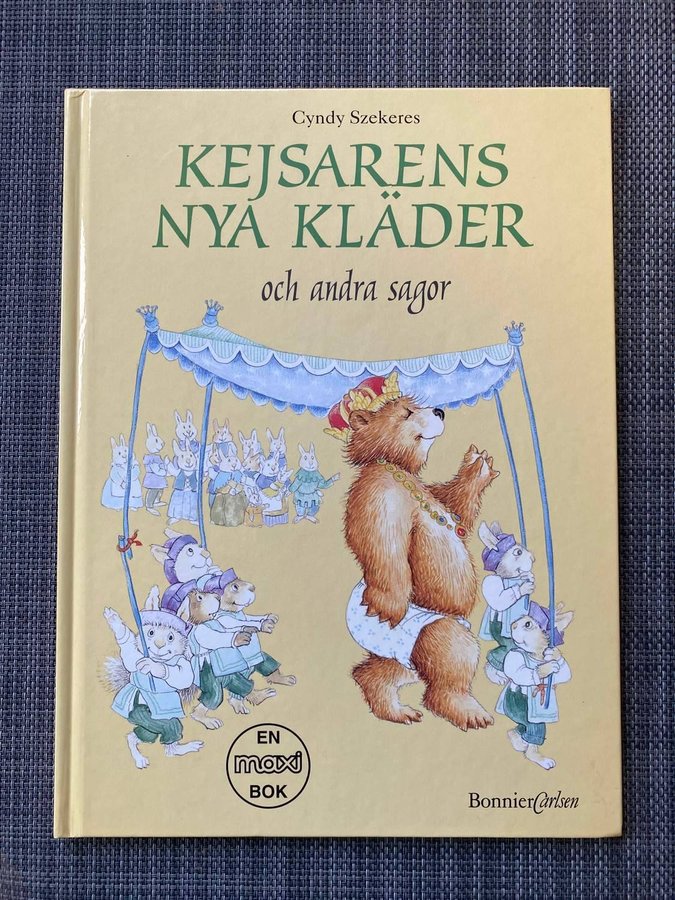 Cyndy Szekeres
KEJSARENS
NYA KLÄDER
och andra sagor
EN
maxi
BOK
BonnierCarlsen